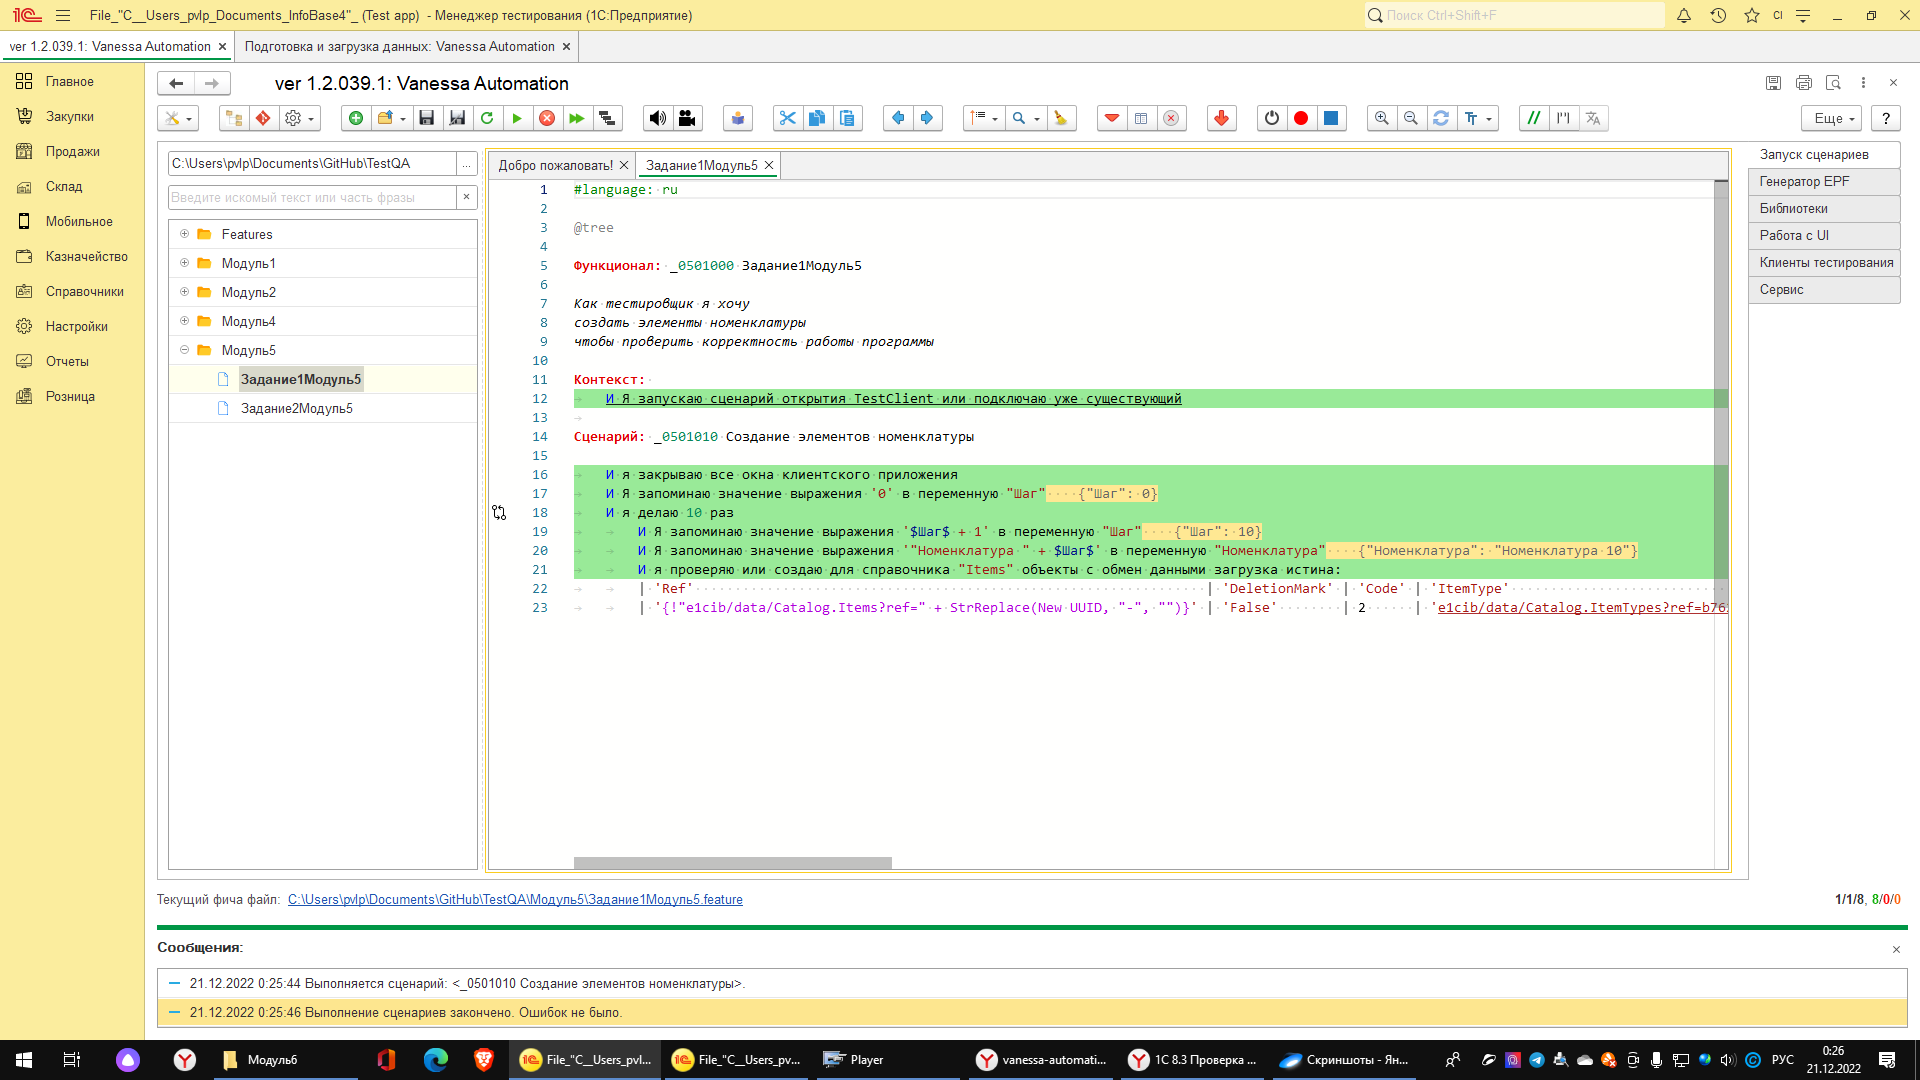 File_"C__Users_pvlp_Documents_InfoBase4"_ (Test app) - Менеджер тестирования (1С:Предприятие)
Поиск Ctrl+Shift+F
CI
ver 1.2.039.1: Vanessa Automation
Подготовка и загрузка данных: Vanessa Automation
Главное
Закупки
Продажи
Склад
Мобильное
Казначейство
Справочники
Настройки
Отчеты
Розница
ver 1.2.039.1: Vanessa Automation
Еще
?
C:\Users\pvlp\Documents\GitHub\TestQA
...
Введите искомый текст или часть фразы
Features
Модуль1
Модуль2
Модуль4
Модуль5
Задание1Модуль5
Задание2Модуль5
Добро пожаловать!
Задание1Модуль5
1 #language: ru
2
3 @tree
4
5 Функционал: _0501000 Задание1Модуль5
6
7 Как тестировщик я хочу
8 создать элементы номенклатуры
9 чтобы проверить корректность работы программы
10
11 Контекст:
12 И Я запускаю сценарий открытия TestClient или подключаю уже существующий
13
14 Сценарий: _0501010 Создание элементов номенклатуры
15
16 И я закрываю все окна клиентского приложения
17 И Я запоминаю значение выражения '0' в переменную "Шаг" {"Шаг": 0}
18 И я делаю 10 раз
19 И Я запоминаю значение выражения '$Шаг$ + 1' в переменную "Шаг" {"Шаг": 10}
20 И Я запоминаю значение выражения '"Номенклатура " + $Шаг$' в переменную "Номенклатура" {"Номенклатура": "Номенклатура 10"}
21 И я проверяю или создаю для справочника "Items" объекты с обмен данными загрузка истина:
22 | 'Ref' | 'DeletionMark' | 'Code' | 'ItemType'
23 | '{!"e1cib/data/Catalog.Items?ref=" + StrReplace(New UUID, "-", "")}' | 'False' | 2 | 'e1cib/data/Catalog.ItemTypes?ref=b76
Запуск сценариев
Генератор EPF
Библиотеки
Работа с UI
Клиенты тестирования
Сервис
Текущий фича файл: C:\Users\pvlp\Documents\GitHub\TestQA\Модуль5\Задание1Модуль5.feature
1/1/8, 8/0/0
Сообщения:
21.12.2022 0:25:44 Выполняется сценарий: <_0501010 Создание элементов номенклатуры>.
21.12.2022 0:25:46 Выполнение сценариев закончено. Ошибок не было.
Модуль6
File_"C__Users_pvl...
File_"C__Users_pv...
Player
vanessa-automati...
1С 8.3 Проверка ...
Скриншоты - Ян...
РУС
0:26
21.12.2022